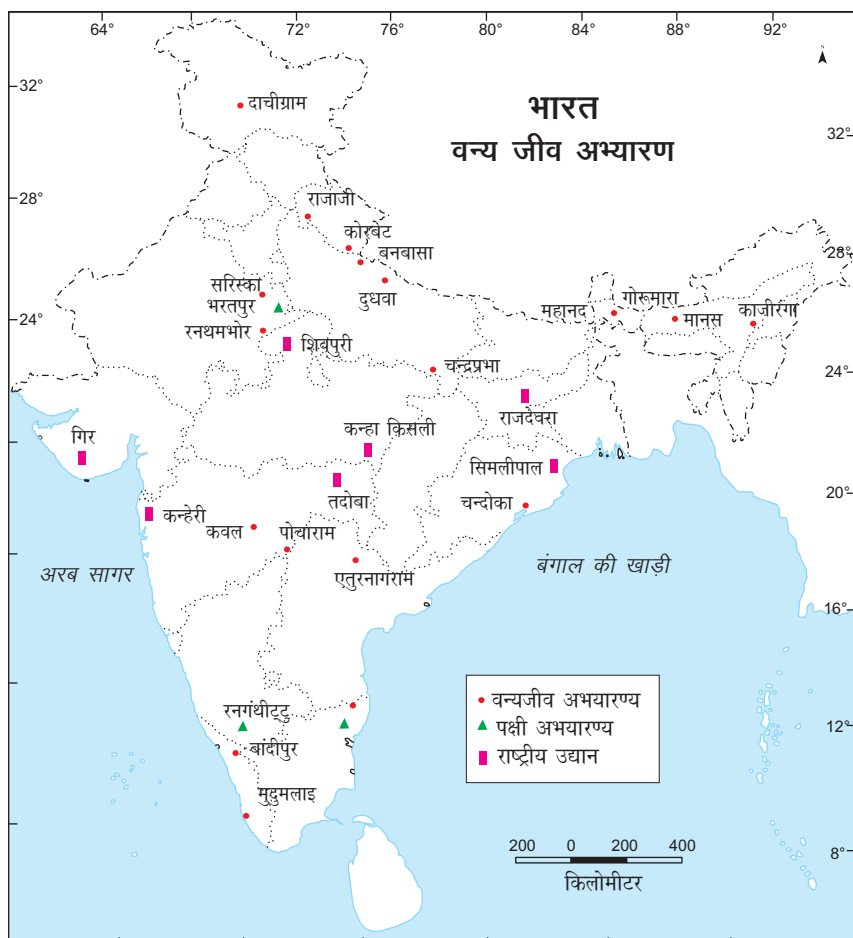 64° 72° 76° 80° 84° 92°
N
32°
दाचीग्राम
भारत
वन्य जीव अभ्यारण
32°
28°
राजाजी
कोरबेट
बनबासा
28°
सरिस्का
भरतपुर
दुधवा
गोरूमारा
महानद
मानस
काजीरंगा
24°
रनथमभोर
शिवपुरी
चन्द्रप्रभा
24°
राजदेवरा
कन्हा किसली
गिर
सिमलीपाल
तदोबा
चन्दोका
20°
कन्हेरी
कवल
पोचाराम
एतुरनागराम
अरब सागर
बंगाल की खाड़ी
16°
रनगंथीट्टु
वन्यजीव अभयारण्य
पक्षी अभयारण्य
राष्ट्रीय उद्यान
12°
बांदीपुर
मुदुमलाइ
200 0 200 400
किलोमीटर
8°